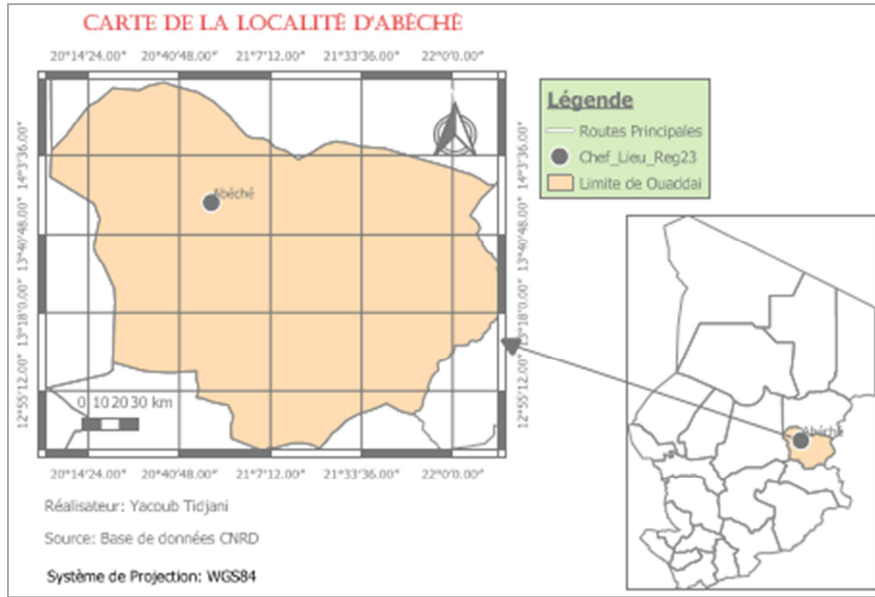 CARTE DE LA LOCALITÉ D'ABÉCHÉ
20°14'24.00" 20°40'48.00" 21°7'12.00" 21°33'36.00" 22°0'0.00"
14°3'36.00"
13°40'48.00"
13°18'0.00"
12°55'12.00"
Abéché
0 10 20 30 km
14°3'36.00"
13°40'48.00"
13°18'0.00"
12°55'12.00"
20°14'24.00" 20°40'48.00" 21°7'12.00" 21°33'36.00" 22°0'0.00"
Légende
Routes Principales
Chef_Lieu_Reg23
Limite de Ouaddai
Abéché
Réalisateur: Yacoub Tidjani
Source: Base de données CNRD
Système de Projection: WGS84